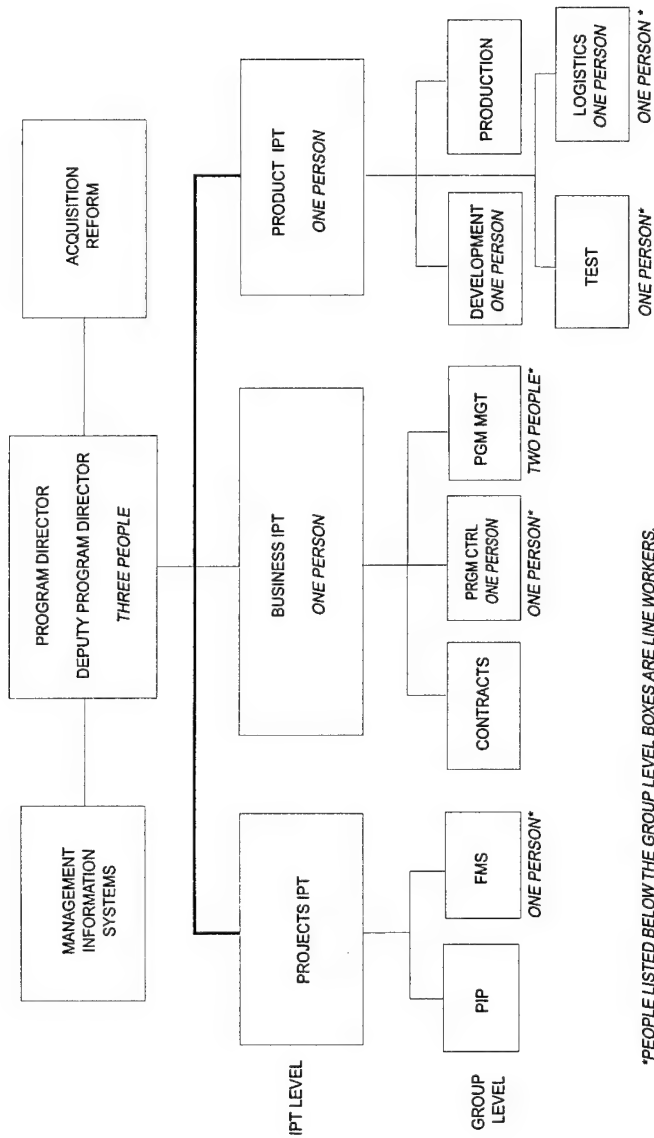 MANAGEMENT
INFORMATION
SYSTEMS
PROGRAM DIRECTOR
DEPUTY PROGRAM DIRECTOR
THREE PEOPLE
ACQUISITION
REFORM
IPT LEVEL
PROJECTS IPT
BUSINESS IPT
ONE PERSON
PRODUCT IPT
ONE PERSON
GROUP
LEVEL
PIP
FMS
ONE PERSON*
CONTRACTS
PRGM CTRL
ONE PERSON
ONE PERSON*
PGM MGT
TWO PEOPLE*
DEVELOPMENT
ONE PERSON
PRODUCTION
TEST
ONE PERSON*
LOGISTICS
ONE PERSON
ONE PERSON *
*PEOPLE LISTED BELOW THE GROUP LEVEL BOXES ARE LINE WORKERS.